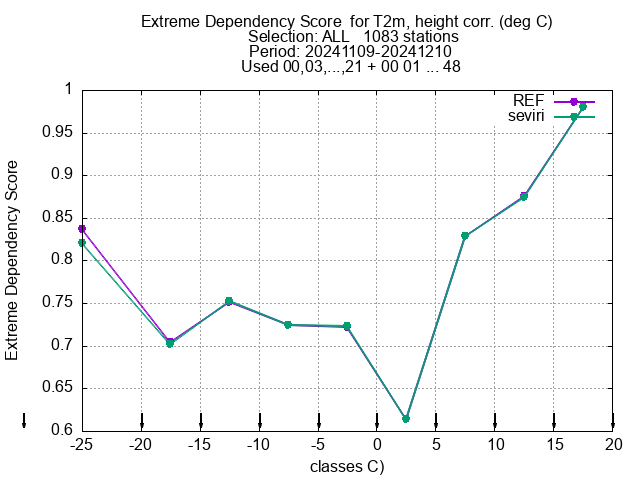 Extreme Dependency Score  for T2m, height corr. (deg C)
Selection: ALL   1083 stations
Period: 20241109-20241210
Used 00,03,...,21 + 00 01 ... 48
REF
seviri
Extreme Dependency Score
1
0.95
0.9
0.85
0.8
0.75
0.7
0.65
0.6
-25 -20 -15 -10 -5 0 5 10 15 20
classes C)